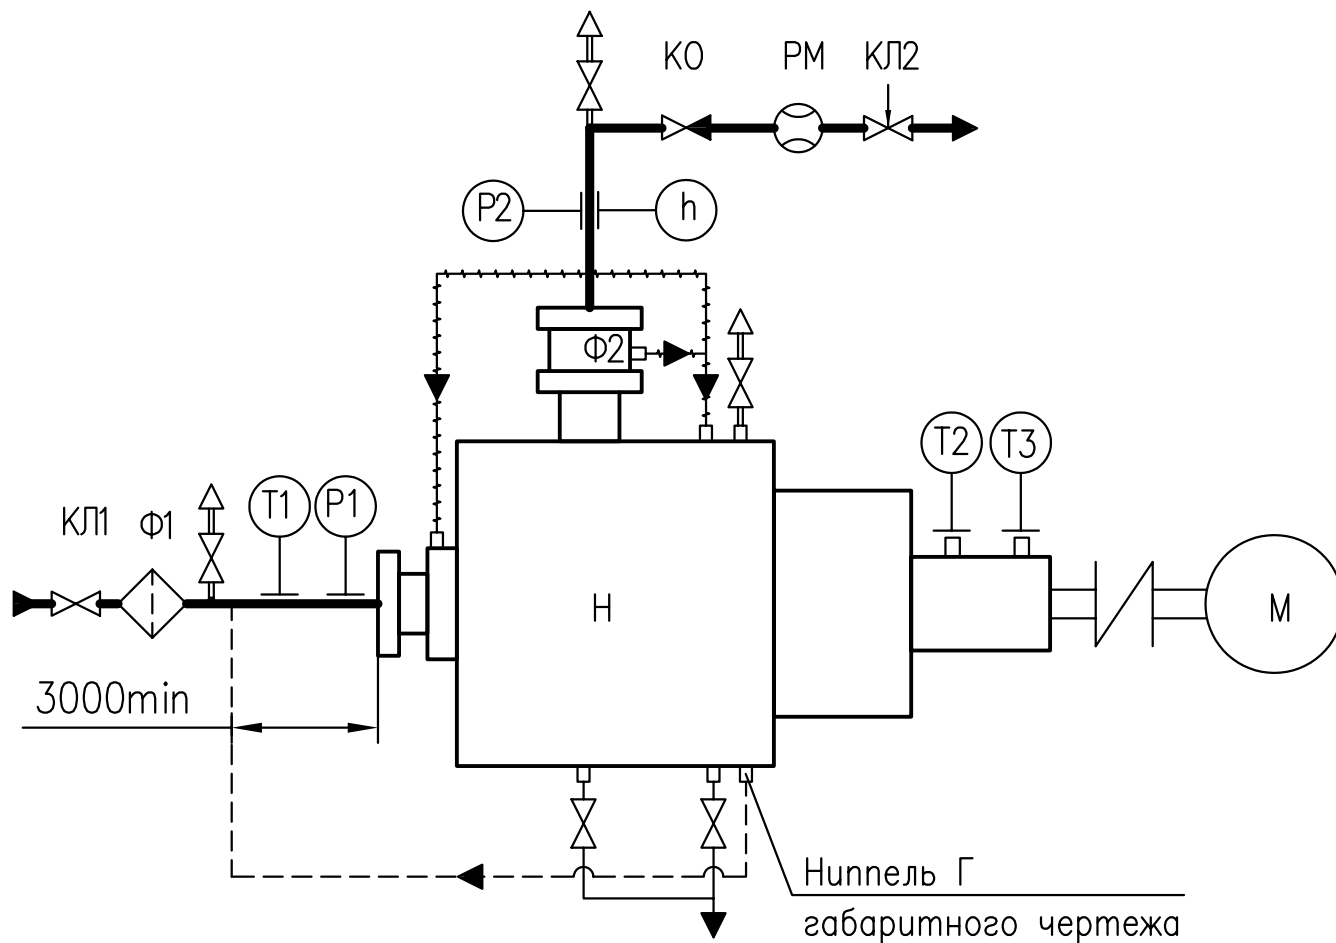 КО
РМ
КЛ2
Р2
h
Ф2
Т2
Т3
Т1
Р1
КЛ1
Ф1
Н
М
3000min
Ниппель Г
габаритного чертежа